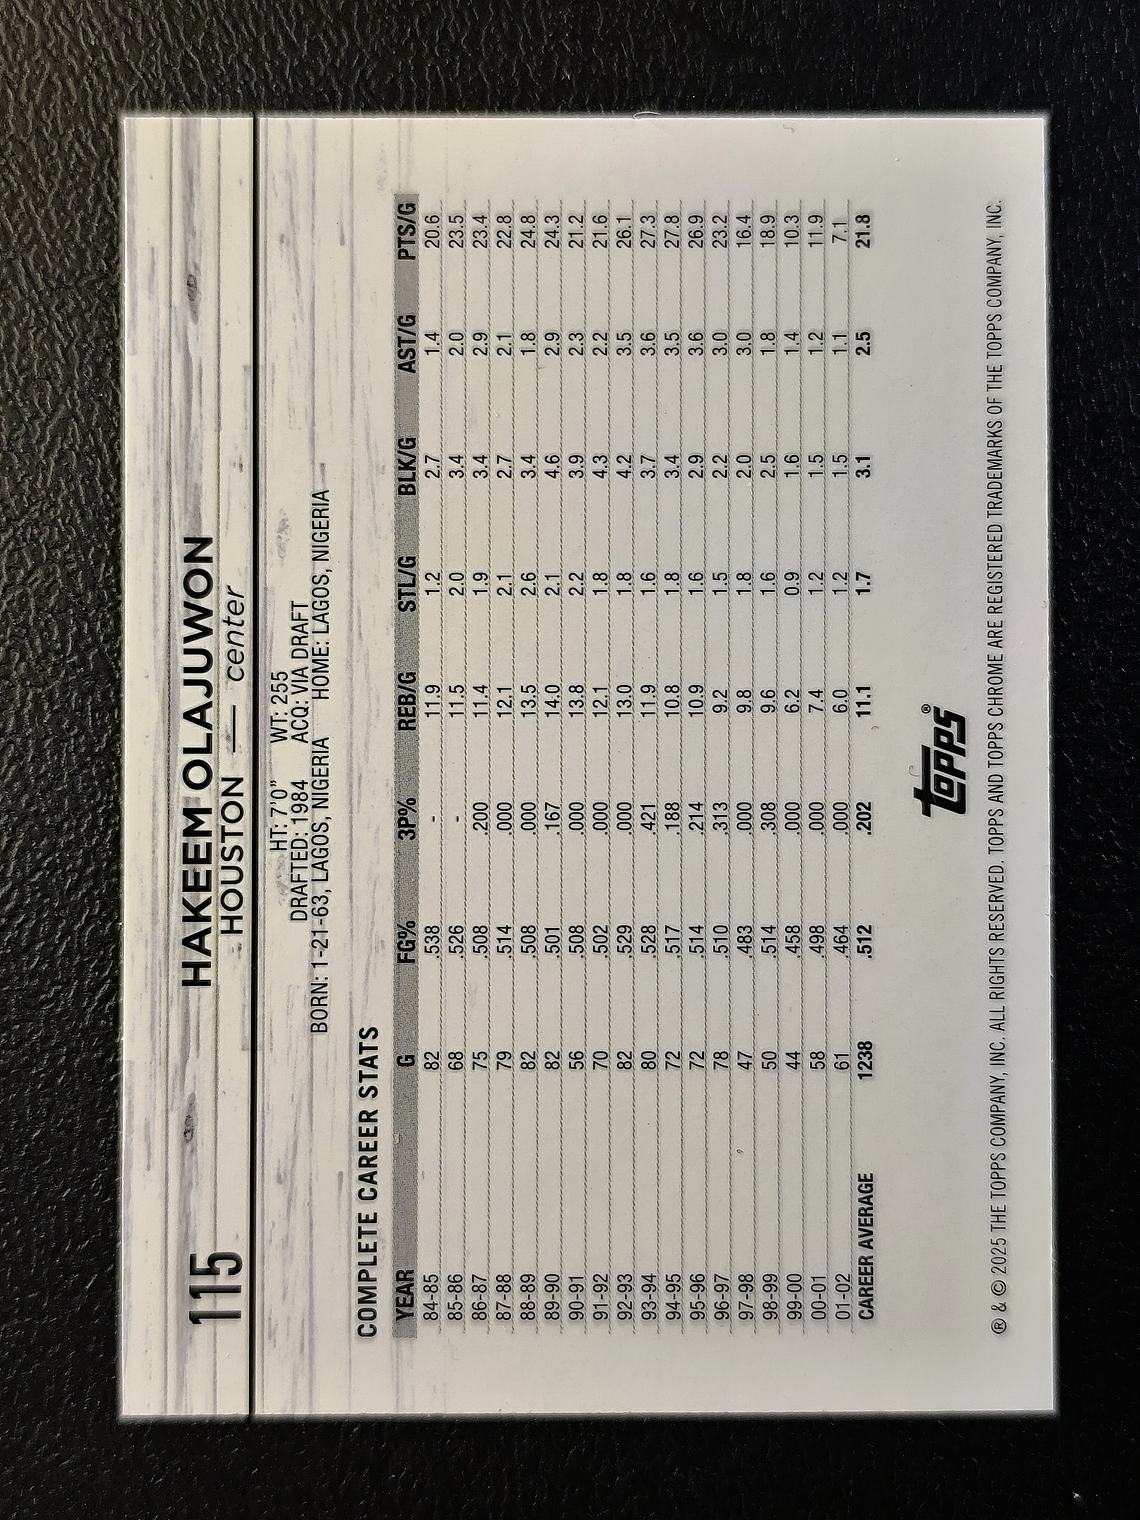 115
HAKEEM OLAJUWON
HOUSTON — center
HT: 7'0" WT: 255
DRAFTED: 1984 ACQ: VIA DRAFT
BORN: 1-21-63, LAGOS, NIGERIA HOME: LAGOS, NIGERIA
COMPLETE CAREER STATS
YEAR G FG% 3P% REB/G STL/G BLK/G AST/G PTS/G
84-85 82 .538 - 11.9 1.2 2.7 1.4 20.6
85-86 68 .526 - 11.5 2.0 3.4 2.0 23.5
86-87 75 .508 .200 11.4 1.9 3.4 2.9 23.4
87-88 79 .514 .000 12.1 2.1 2.7 2.1 22.8
88-89 82 .508 .000 13.5 2.6 3.4 1.8 24.8
89-90 82 .501 .167 14.0 2.1 4.6 2.9 24.3
90-91 56 .508 .000 13.8 2.2 3.9 2.3 21.2
91-92 70 .502 .000 12.1 1.8 4.3 2.2 21.6
92-93 82 .529 .000 13.0 1.8 4.2 3.5 26.1
93-94 80 .528 .421 11.9 1.6 3.7 3.6 27.3
94-95 72 .517 .188 10.8 1.8 3.4 3.5 27.8
95-96 72 .514 .214 10.9 1.6 2.9 3.6 26.9
96-97 78 .510 .313 9.2 1.5 2.2 3.0 23.2
97-98 47 .483 .000 9.8 1.8 2.0 3.0 16.4
98-99 50 .514 .308 9.6 1.6 2.5 1.8 18.9
99-00 44 .458 .000 6.2 0.9 1.6 1.4 10.3
00-01 58 .498 .000 7.4 1.2 1.5 1.2 11.9
01-02 61 .464 .000 6.0 1.2 1.5 1.1 7.1
CAREER AVERAGE 1238 .512 .202 11.1 1.7 3.1 2.5 21.8
topps®
® & © 2025 THE TOPPS COMPANY, INC. ALL RIGHTS RESERVED. TOPPS AND TOPPS CHROME ARE REGISTERED TRADEMARKS OF THE TOPPS COMPANY, INC.